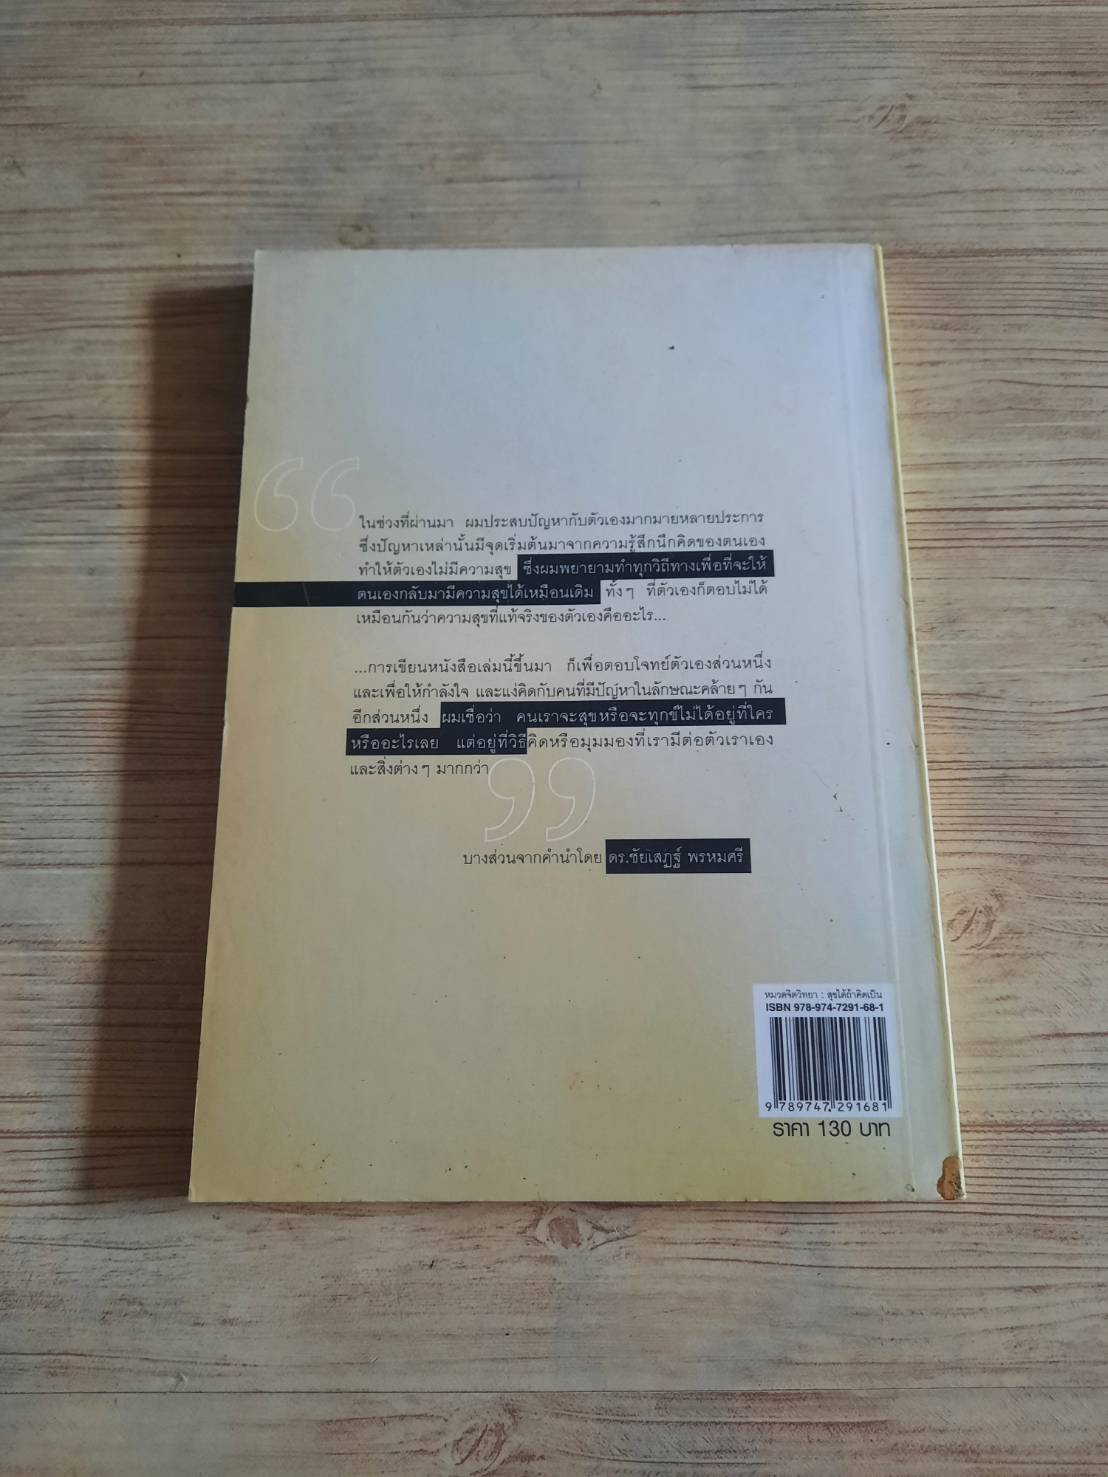 “
ในช่วงที่ผ่านมา ผมประสบปัญหากับตัวเองมากมายหลายประการ
ซึ่งปัญหาเหล่านั้นมีจุดเริ่มต้นมาจากความรู้สึกนึกคิดของตนเอง
ทำให้ตัวเองไม่มีความสุข ซึ่งผมพยายามทำทุกวิถีทางเพื่อที่จะให้
ตนเองกลับมามีความสุขได้เหมือนเดิม ทั้งๆ ที่ตัวเองก็ตอบไม่ได้
เหมือนกันว่าความสุขที่แท้จริงของตัวเองคืออะไร...
...การเขียนหนังสือเล่มนี้ขึ้นมา ก็เพื่อตอบโจทย์ตัวเองส่วนหนึ่ง
และเพื่อให้กำลังใจ และแง่คิดกับคนที่มีปัญหาในลักษณะคล้ายๆ กัน
อีกส่วนหนึ่ง ผมเชื่อว่า คนเราจะสุขหรือจะทุกข์ไม่ได้อยู่ที่ใคร
หรืออะไรเลย แต่อยู่ที่วิธีคิดหรือมุมมองที่เรามีต่อตัวเราเอง
และสิ่งต่างๆ มากกว่า
”
บางส่วนจากคำนำโดย ดร.ชัยเสฏฐ์ พรหมศรี
หมวดจิตวิทยา : สุขได้ถ้าคิดเป็น
ISBN 978-974-7291-68-1
9 789747 291681
ราคา 130 บาท